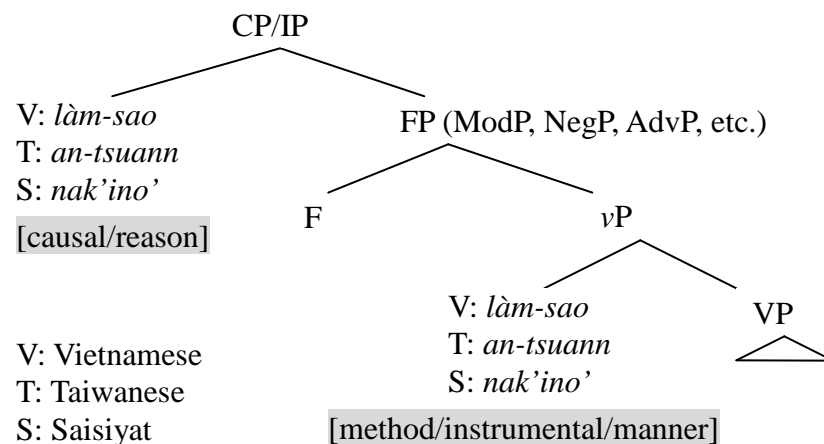 CP/IP
V: làm-sao
T: an-tsuann
S: nak’ino’
[causal/reason]
FP (ModP, NegP, AdvP, etc.)
F
vP
V: làm-sao
T: an-tsuann
S: nak’ino’
[method/instrumental/manner]
VP
V: Vietnamese
T: Taiwanese
S: Saisiyat